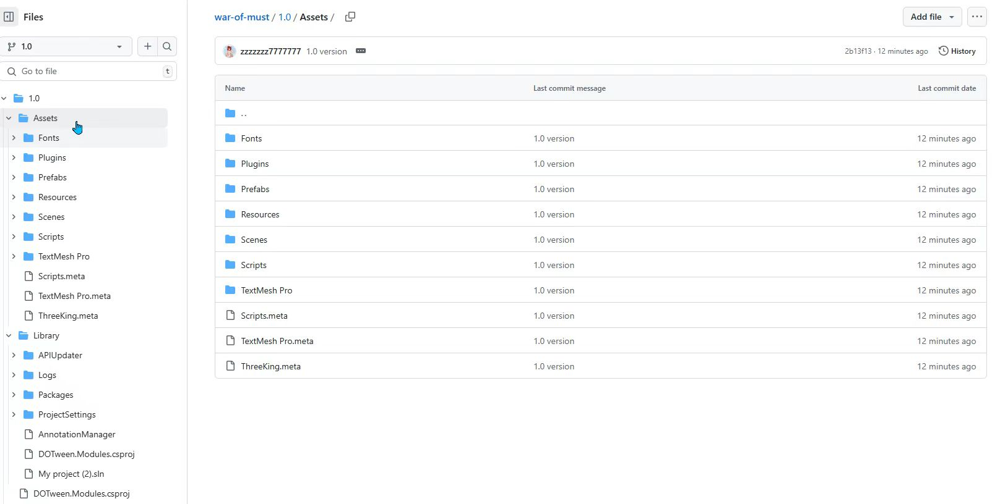 Files
1.0
Go to file
t
1.0
Assets
Fonts
Plugins
Prefabs
Resources
Scenes
Scripts
TextMesh Pro
Scripts.meta
TextMesh Pro.meta
ThreeKing.meta
Library
APIUpdater
Logs
Packages
ProjectSettings
AnnotationManager
DOTween.Modules.csproj
My project (2).sln
DOTween.Modules.csproj
war-of-must / 1.0 / Assets /
Add file
zzzzzzz7777777 1.0 version
2b13f13 · 12 minutes ago
History
Name Last commit message Last commit date
..
Fonts 1.0 version 12 minutes ago
Plugins 1.0 version 12 minutes ago
Prefabs 1.0 version 12 minutes ago
Resources 1.0 version 12 minutes ago
Scenes 1.0 version 12 minutes ago
Scripts 1.0 version 12 minutes ago
TextMesh Pro 1.0 version 12 minutes ago
Scripts.meta 1.0 version 12 minutes ago
TextMesh Pro.meta 1.0 version 12 minutes ago
ThreeKing.meta 1.0 version 12 minutes ago